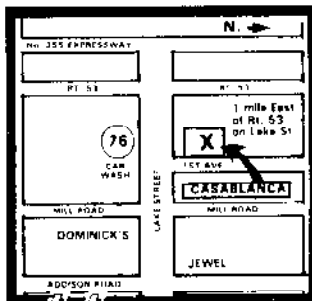 N.
No. 355 EXPRESSWAY
RT. 53
RT. 53
1 mile East
of Rt. 53
on Lake St
76
CAR
WASH
X
1ST AVE
LAKE STREET
CASABLANCA
MILL ROAD
MILL ROAD
DOMINICK'S
JEWEL
ADDISON ROAD